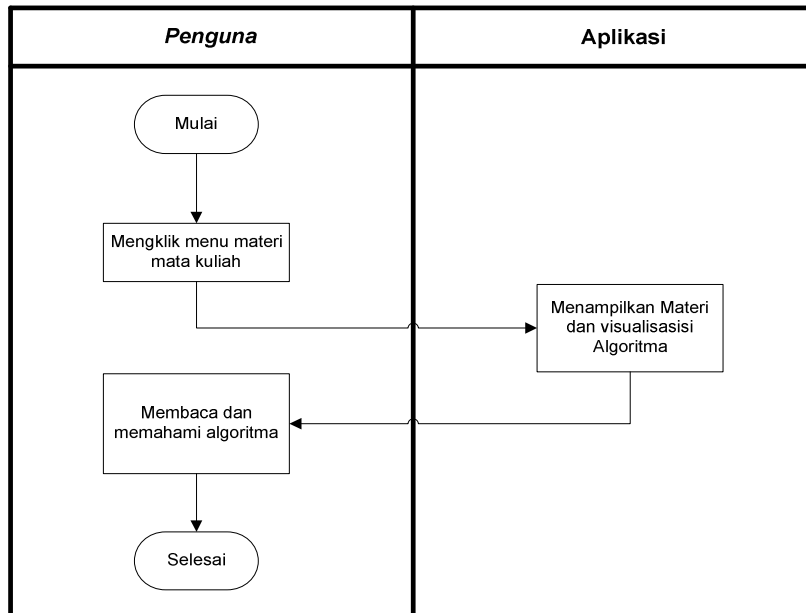 Penguna
Aplikasi
Mulai
Mengklik menu materi
mata kuliah
Menampilkan Materi
dan visualisasisi
Algoritma
Membaca dan
memahami algoritma
Selesai